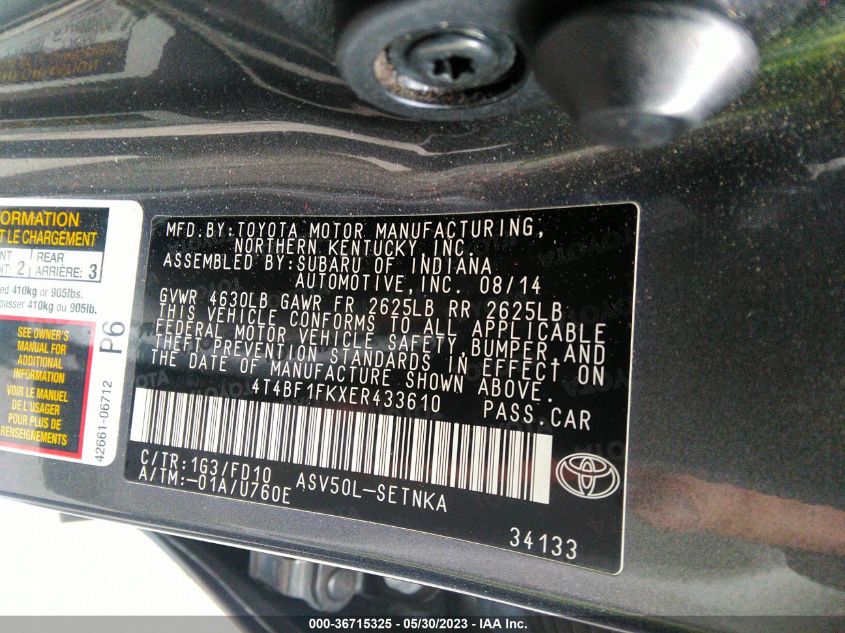 ORMATION
T LE CHARGEMENT
NT
REAR
T: 2
ARRIÈRE: 3
ed 410kg or 905lbs.
passer 410kg ou 905lb.
SEE OWNER'S
MANUAL FOR
ADDITIONAL
INFORMATION
VOIR LE MANUEL
DE L'USAGER
POUR PLUS DE
RENSEIGNEMENTS
P6
42661-06712
MFD.BY:TOYOTA MOTOR MANUFACTURING,
NORTHERN KENTUCKY INC.
ASSEMBLED BY:SUBARU OF INDIANA
AUTOMOTIVE,INC. 08/14
GVWR 4630LB GAWR FR 2625LB RR 2625LB
THIS VEHICLE CONFORMS TO ALL APPLICABLE
FEDERAL MOTOR VEHICLE SAFETY,BUMPER,AND
THEFT PREVENTION STANDARDS IN EFFECT ON
THE DATE OF MANUFACTURE SHOWN ABOVE.
4T4BF1FKXER433610 PASS.CAR
C/TR:1G3/FD10
A/TM:-01A/U760E
ASV50L-SETNKA
TOYOTA
34133
000-36715325 - 05/30/2023 - IAA Inc.